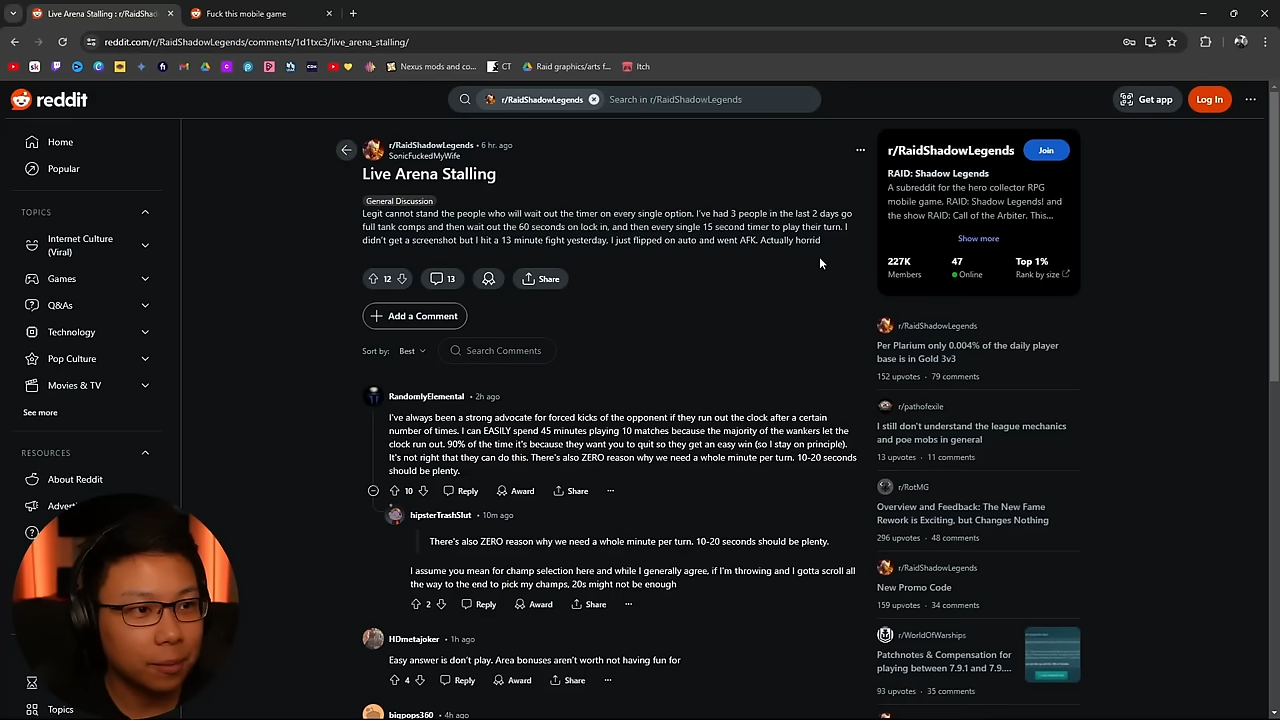 Live Arena Stalling : r/RaidShad
Fuck this mobile game
reddit.com/r/RaidShadowLegends/comments/1d1txc3/live_arena_stalling/
Nexus mods and co...
CT
Raid graphics/arts f...
Itch
reddit
r/RaidShadowLegends
Search in r/RaidShadowLegends
Get app
Log In
Home
Popular
TOPICS
Internet Culture
(Viral)
Games
Q&As
Technology
Pop Culture
Movies & TV
See more
RESOURCES
About Reddit
Topics
r/RaidShadowLegends • 6 hr. ago
SonicFuckedMyWife
Live Arena Stalling
General Discussion
Legit cannot stand the people who will wait out the timer on every single option. I've had 3 people in the last 2 days go
full tank comps and then wait out the 60 seconds on lock in, and then every single 15 second timer to play their turn. I
didn't get a screenshot but I hit a 13 minute fight yesterday. I just flipped on auto and went AFK. Actually horrid
12
13
Share
Add a Comment
Sort by: Best
Search Comments
RandomlyElemental • 2h ago
I've always been a strong advocate for forced kicks of the opponent if they run out the clock after a certain
number of times. I can EASILY spend 45 minutes playing 10 matches because the majority of the wankers let the
clock run out. 90% of the time it's because they want you to quit so they get an easy win (so I stay on principle).
It's not right that they can do this. There's also ZERO reason why we need a whole minute per turn. 10-20 seconds
should be plenty.
10 Reply Award Share
hipsterTrashSlut • 10m ago
There's also ZERO reason why we need a whole minute per turn. 10-20 seconds should be plenty.
I assume you mean for champ selection here and while I generally agree, if I'm throwing and I gotta scroll all
the way to the end to pick my champs, 20s might not be enough
2 Reply Award Share
HDmetajoker • 1h ago
Easy answer is don't play. Area bonuses aren't worth not having fun for
4 Reply Award Share
bigpops360 • 4h ago
r/RaidShadowLegends
Join
RAID: Shadow Legends
A subreddit for the hero collector RPG
mobile game, RAID: Shadow Legends! and
the show RAID: Call of the Arbiter. This...
Show more
227K 47 Top 1%
Members Online Rank by size
r/RaidShadowLegends
Per Plarium only 0.004% of the daily player
base is in Gold 3v3
152 upvotes · 79 comments
r/pathofexile
I still don't understand the league mechanics
and poe mobs in general
13 upvotes · 11 comments
r/RotMG
Overview and Feedback: The New Fame
Rework is Exciting, but Changes Nothing
296 upvotes · 48 comments
r/RaidShadowLegends
New Promo Code
159 upvotes · 34 comments
r/WorldOfWarships
Patchnotes & Compensation for
playing between 7.9.1 and 7.9....
93 upvotes · 35 comments